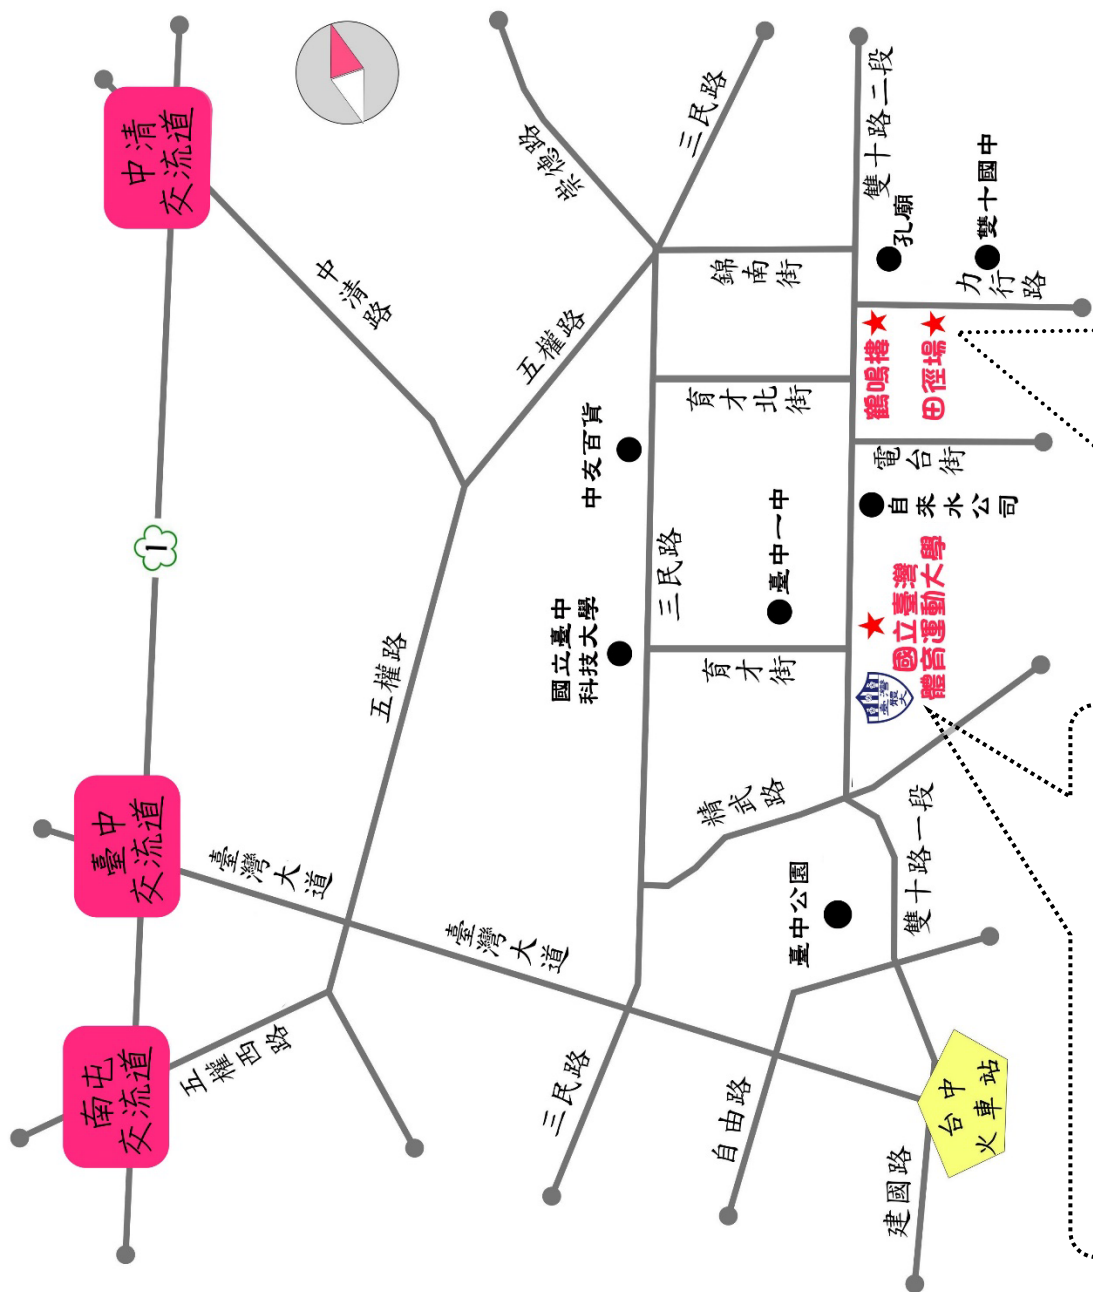 中清
交流道
臺中
交流道
南屯
交流道
1
中清路
崇德路
三民路
雙十路二段
孔廟
雙十國中
力行路
錦南街
五權路
中友百貨
育才北街
鶴鳴樓
田徑場
電台街
自來水公司
臺中一中
三民路
國立臺中
科技大學
育才街
國立臺灣
體育運動大學
臺灣
體大
五權路
精武路
雙十路一段
臺中公園
臺灣大道
臺灣大道
五權西路
三民路
自由路
建國路
台中
火車站